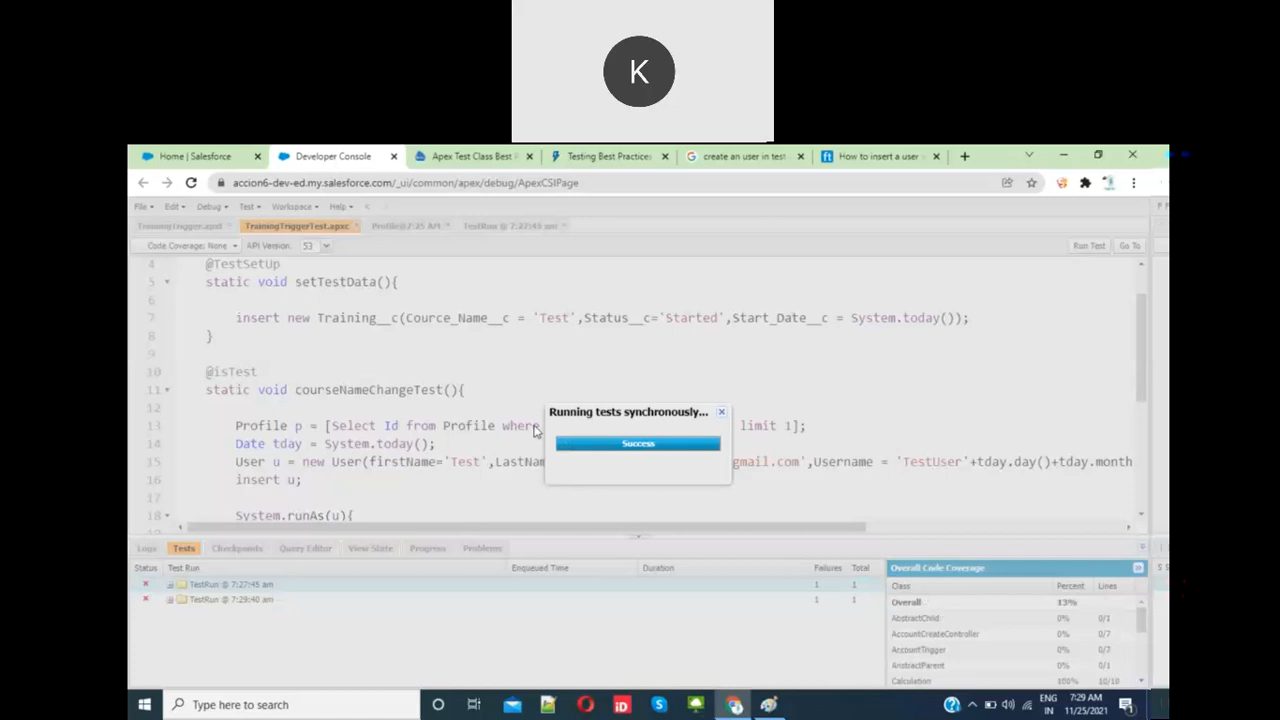 K
Home | Salesforce
Developer Console
Apex Test Class Best P
Testing Best Practices
create an user in test
How to insert a user
accion6-dev-ed.my.salesforce.com/_ui/common/apex/debug/ApexCSIPage
File Edit Debug Test Workspace Help < >
TrainingTrigger.apxt
TrainingTriggerTest.apxc
Profile@7:25 AM
TestRun @ 7:27:45 am
Code Coverage: None API Version: 53 Run Test Go To
4 @TestSetUp
5 static void setTestData(){
6
7 insert new Training__c(Cource_Name__c = 'Test',Status__c='Started',Start_Date__c = System.today());
8 }
9
10 @isTest
11 static void courseNameChangeTest(){
12
13 Profile p = [Select Id from Profile where limit 1];
14 Date tday = System.today();
15 User u = new User(firstName='Test',LastNam gmail.com',Username = 'TestUser'+tday.day()+tday.month
16 insert u;
17
18 System.runAs(u){
Running tests synchronously...
Success
Logs Tests Checkpoints Query Editor View State Progress Problems
Status Test Run Enqueued Time Duration Failures Total
TestRun @ 7:27:45 am 1 1
TestRun @ 7:29:40 am 1 1
Overall Code Coverage
Class Percent Lines
Overall 13%
AbstractChild 0% 0/1
AccountCreateController 0% 0/7
AccountTrigger 0% 0/7
AnstractParent 0% 0/1
Calculation 100% 10/10
Type here to search
ENG
IN
7:29 AM
11/25/2021